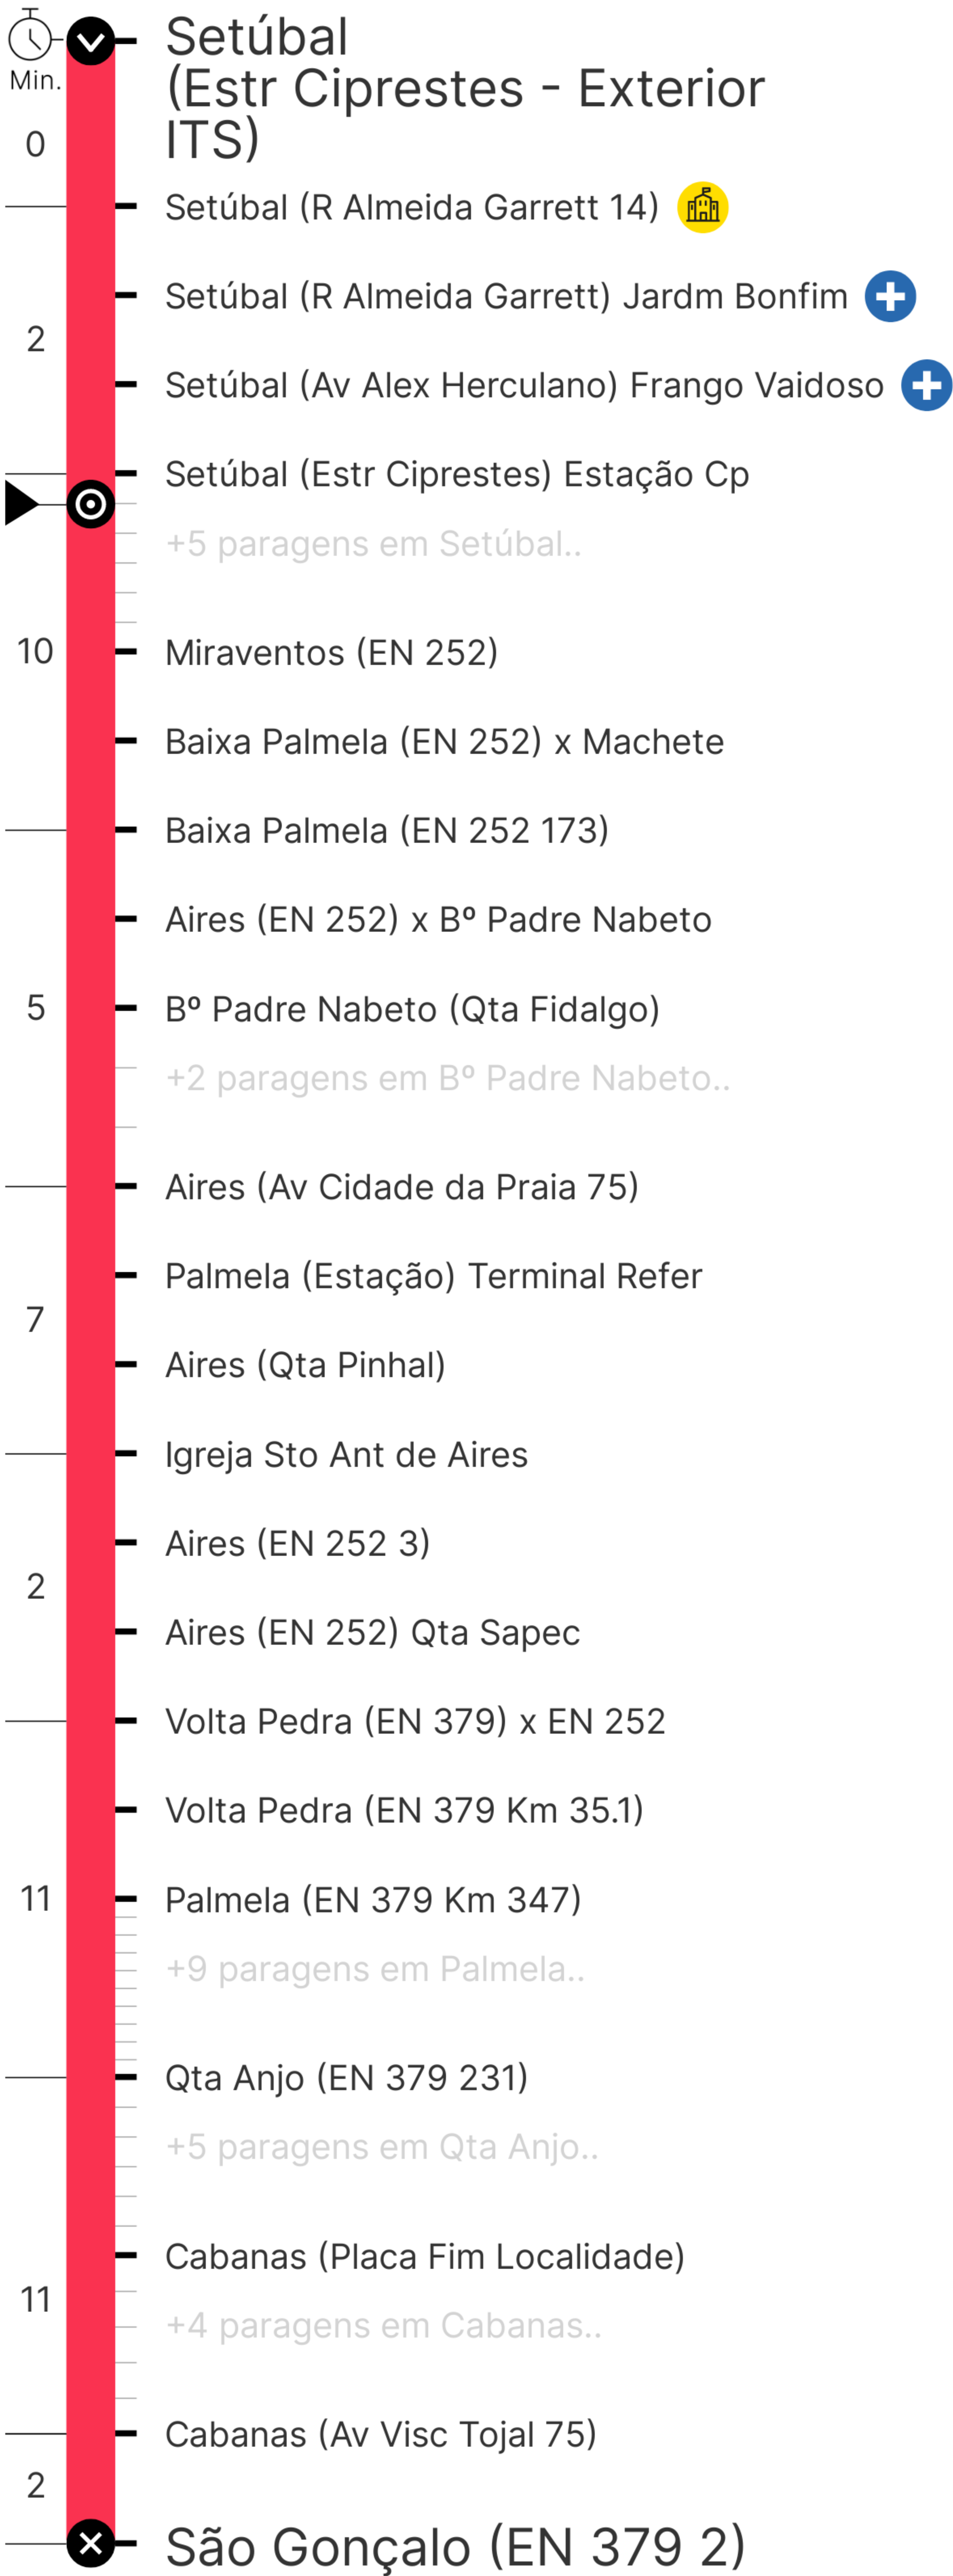 Setúbal
(Estr Ciprestes - Exterior
ITS)
Min.
0
Setúbal (R Almeida Garrett 14)
Setúbal (R Almeida Garrett) Jardm Bonfim
2
Setúbal (Av Alex Herculano) Frango Vaidoso
Setúbal (Estr Ciprestes) Estação Cp
+5 paragens em Setúbal..
10
Miraventos (EN 252)
Baixa Palmela (EN 252) x Machete
Baixa Palmela (EN 252 173)
Aires (EN 252) x Bº Padre Nabeto
5
Bº Padre Nabeto (Qta Fidalgo)
+2 paragens em Bº Padre Nabeto..
Aires (Av Cidade da Praia 75)
Palmela (Estação) Terminal Refer
7
Aires (Qta Pinhal)
Igreja Sto Ant de Aires
Aires (EN 252 3)
2
Aires (EN 252) Qta Sapec
Volta Pedra (EN 379) x EN 252
Volta Pedra (EN 379 Km 35.1)
11
Palmela (EN 379 Km 347)
+9 paragens em Palmela..
Qta Anjo (EN 379 231)
+5 paragens em Qta Anjo..
Cabanas (Placa Fim Localidade)
11
+4 paragens em Cabanas..
Cabanas (Av Visc Tojal 75)
2
São Gonçalo (EN 379 2)